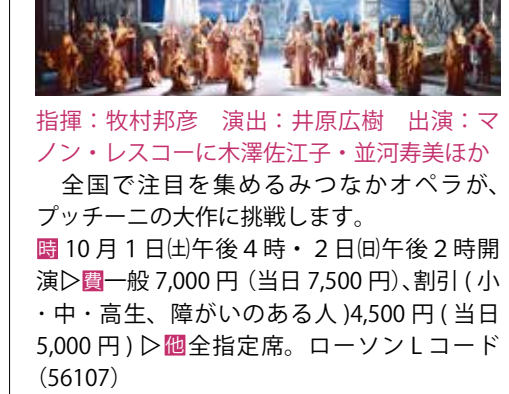 指揮：牧村邦彦　演出：井原広樹　出演：マ
ノン・レスコーに木澤佐江子・並河寿美ほか
　全国で注目を集めるみつなかオペラが、
プッチーニの大作に挑戦します。
時 10 月 1 日㈯午後 4 時・ 2 日㈰午後 2 時開
演▷費一般 7,000 円（当日 7,500 円）、割引 ( 小
・中・高生、障がいのある人 )4,500 円 ( 当日
5,000 円 ) ▷他全指定席。ローソン L コード
（56107）